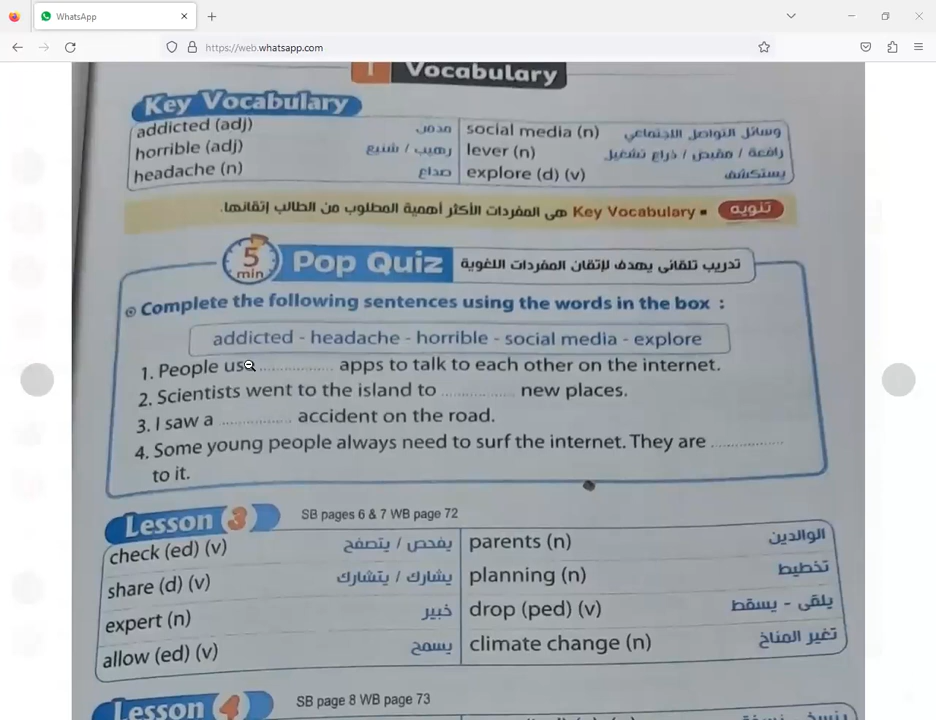 WhatsApp
https://web.whatsapp.com
1 Vocabulary
Key Vocabulary
addicted (adj) مدمن social media (n) وسائل التواصل الاجتماعي
horrible (adj) رهيب / شنيع lever (n) رافعة / مقبض / ذراع تشغيل
headache (n) صداع explore (d) (v) يستكشف
تنويه ▪ Key Vocabulary هى المفردات الأكثر أهمية المطلوب من الطالب إتقانها.
5 min Pop Quiz تدريب تلقائى يهدف لإتقان المفردات اللغوية
Complete the following sentences using the words in the box :
addicted - headache - horrible - social media - explore
1. People use .................. apps to talk to each other on the internet.
2. Scientists went to the island to .................. new places.
3. I saw a .................. accident on the road.
4. Some young people always need to surf the internet. They are ..................
to it.
Lesson 3 SB pages 6 & 7 WB page 72
check (ed) (v) يفحص / يتصفح parents (n) الوالدين
share (d) (v) يشارك / يتشارك planning (n) تخطيط
expert (n) خبير drop (ped) (v) يلقى - يسقط
allow (ed) (v) يسمح climate change (n) تغير المناخ
Lesson 4 SB page 8 WB page 73